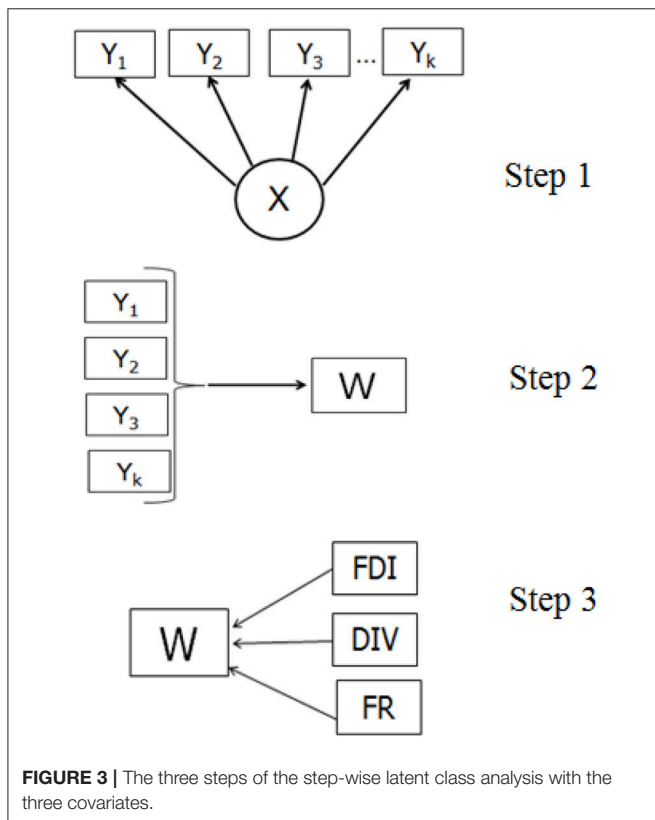 Y₁ Y₂ Y₃ ... Yₖ
X
Step 1
Y₁
Y₂
Y₃
Yₖ
W
Step 2
FDI
DIV
FR
W
Step 3
FIGURE 3 | The three steps of the step-wise latent class analysis with the
three covariates.